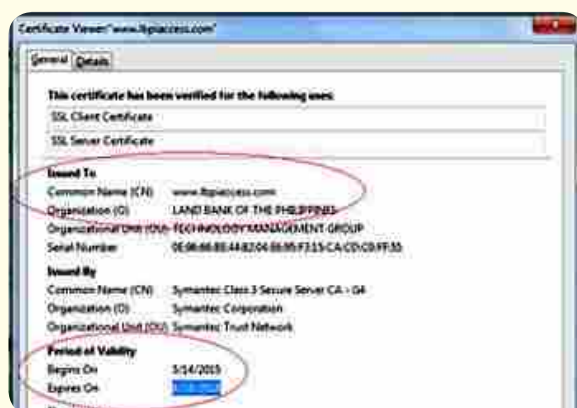 Certificate Viewer:"www.lbpiaccess.com"
General Details
This certificate has been verified for the following uses:
SSL Client Certificate
SSL Server Certificate
Issued To
Common Name (CN) www.lbpiaccess.com
Organization (O) LAND BANK OF THE PHILIPPINES
Organizational Unit (OU) TECHNOLOGY MANAGEMENT GROUP
Serial Number
Issued By
Common Name (CN) Symantec Class 3 Secure Server CA - G4
Organization (O) Symantec Corporation
Organizational Unit (OU) Symantec Trust Network
Period of Validity
Begins On 5/14/2015
Expires On